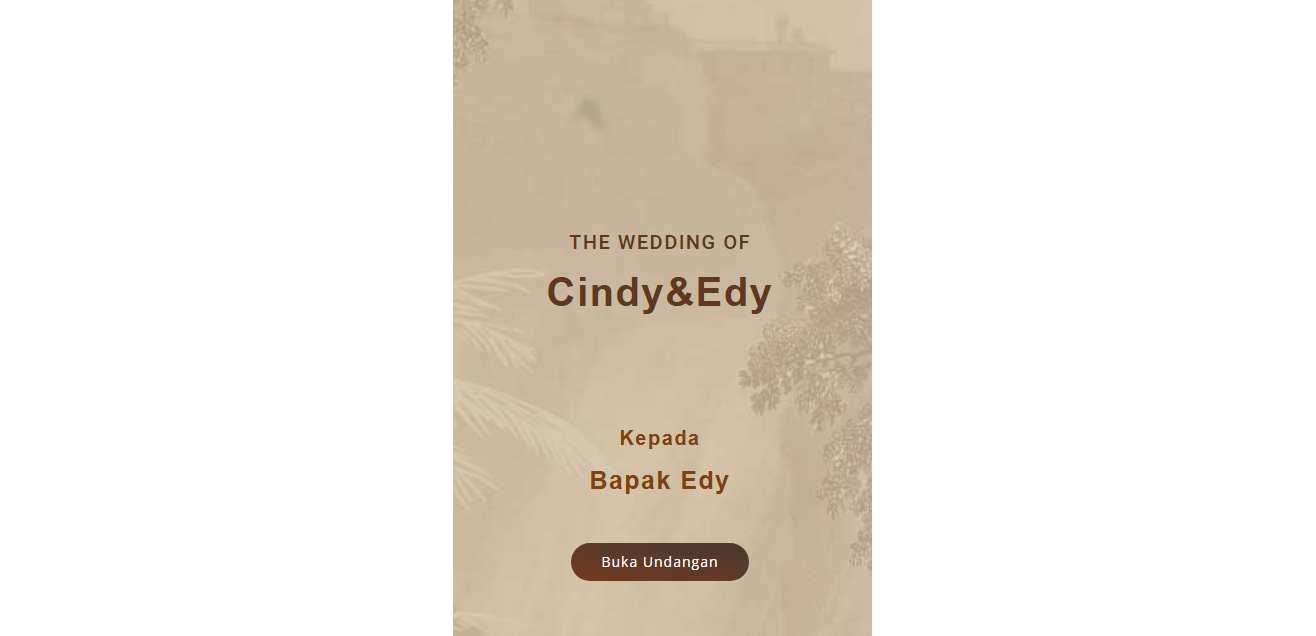 THE WEDDING OF
Cindy&Edy
Kepada
Bapak Edy
Buka Undangan